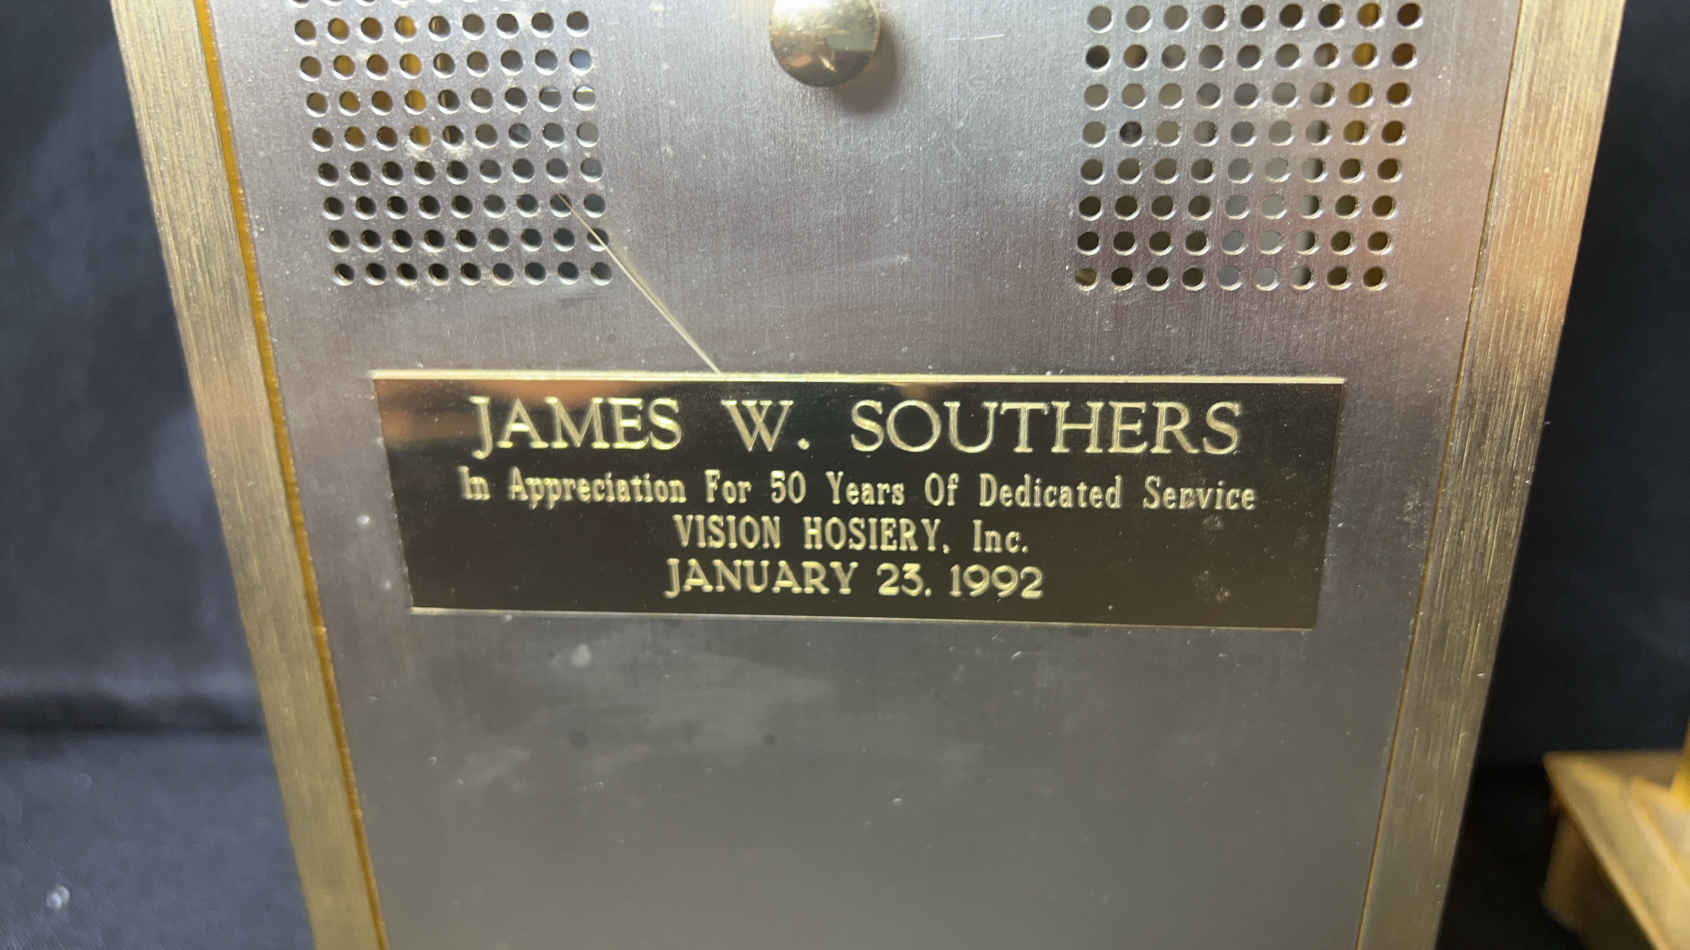 JAMES W. SOUTHERS
In Appreciation For 50 Years Of Dedicated Service
VISION HOSIERY, Inc.
JANUARY 23, 1992